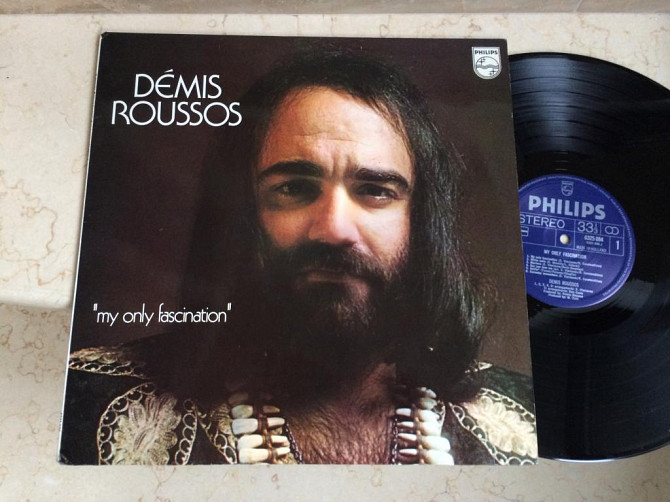 DÉMIS
ROUSSOS
PHILIPS
"my only fascination"
PHILIPS
STEREO
33⅓
1
MY ONLY FASCINATION
DEMIS ROUSSOS